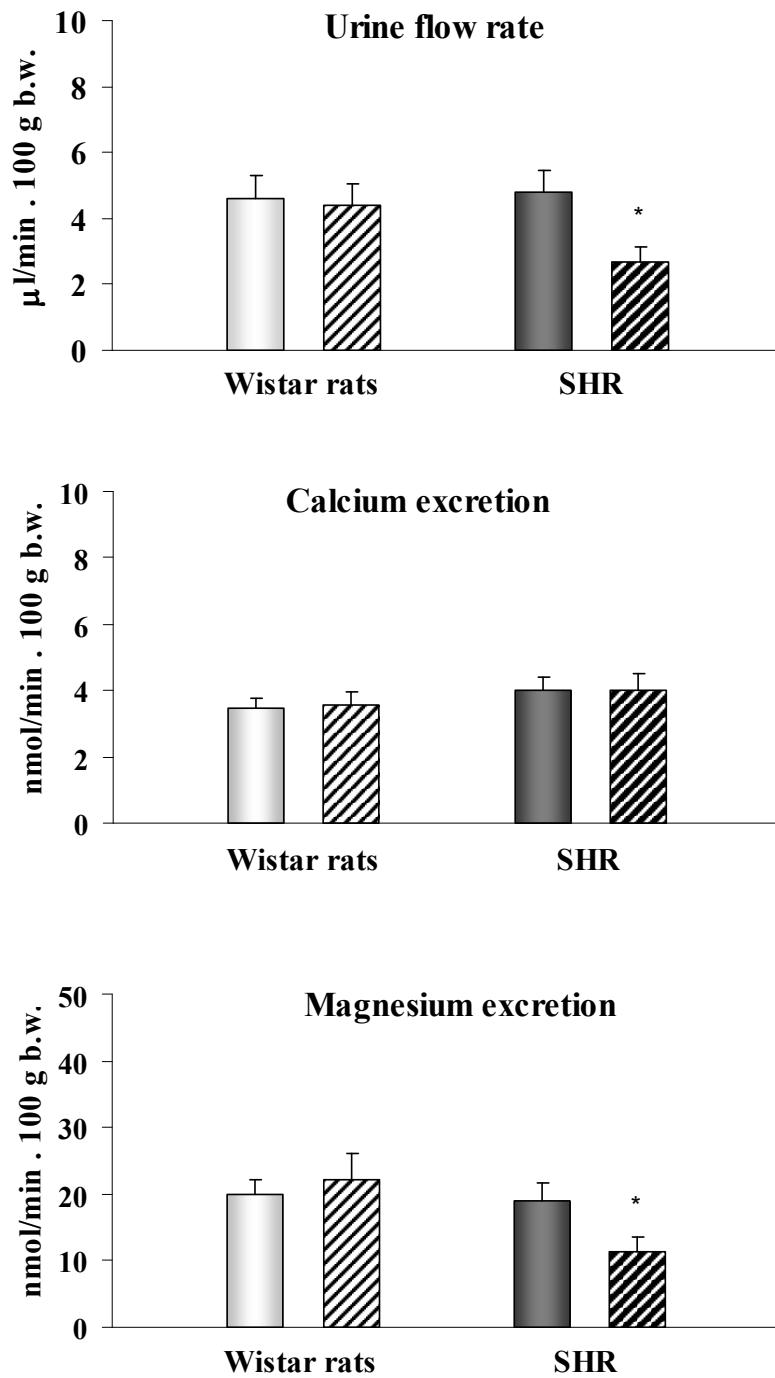 Urine flow rate
10
8
6
4
2
0
µl/min . 100 g b.w.
*
Wistar rats
SHR
Calcium excretion
10
8
6
4
2
0
nmol/min . 100 g b.w.
Wistar rats
SHR
Magnesium excretion
50
40
30
20
10
0
nmol/min . 100 g b.w.
*
Wistar rats
SHR